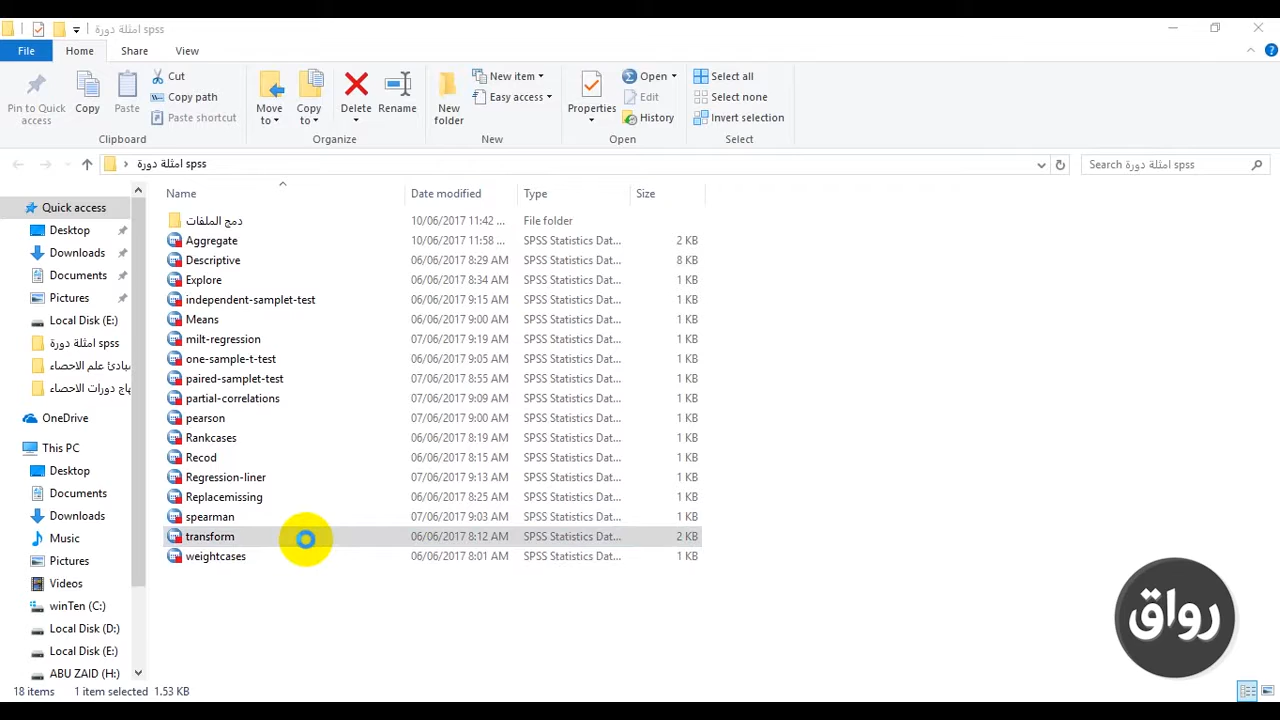 امثلة دورة spss
File Home Share View
Pin to Quick access
Copy
Paste
Cut
Copy path
Paste shortcut
Clipboard
Move to
Copy to
Delete
Rename
Organize
New folder
New item
Easy access
New
Properties
Open
Edit
History
Open
Select all
Select none
Invert selection
Select
امثلة دورة spss
Search امثلة دورة spss
Quick access
Desktop
Downloads
Documents
Pictures
Local Disk (E:)
امثلة دورة spss
بادئ علم الاحصاء
هاج دورات الاحصاء
OneDrive
This PC
Desktop
Documents
Downloads
Music
Pictures
Videos
winTen (C:)
Local Disk (D:)
Local Disk (E:)
ABU ZAID (H:)
Name Date modified Type Size
دمج الملفات 10/06/2017 11:42 ... File folder
Aggregate 10/06/2017 11:58 ... SPSS Statistics Dat... 2 KB
Descriptive 06/06/2017 8:29 AM SPSS Statistics Dat... 8 KB
Explore 06/06/2017 8:34 AM SPSS Statistics Dat... 1 KB
independent-samplet-test 06/06/2017 9:15 AM SPSS Statistics Dat... 1 KB
Means 06/06/2017 9:00 AM SPSS Statistics Dat... 1 KB
milt-regression 07/06/2017 9:19 AM SPSS Statistics Dat... 1 KB
one-sample-t-test 06/06/2017 9:05 AM SPSS Statistics Dat... 1 KB
paired-samplet-test 07/06/2017 8:55 AM SPSS Statistics Dat... 1 KB
partial-correlations 07/06/2017 9:09 AM SPSS Statistics Dat... 1 KB
pearson 07/06/2017 9:00 AM SPSS Statistics Dat... 1 KB
Rankcases 06/06/2017 8:19 AM SPSS Statistics Dat... 1 KB
Recod 06/06/2017 8:15 AM SPSS Statistics Dat... 1 KB
Regression-liner 07/06/2017 9:13 AM SPSS Statistics Dat... 1 KB
Replacemissing 06/06/2017 8:25 AM SPSS Statistics Dat... 1 KB
spearman 07/06/2017 9:03 AM SPSS Statistics Dat... 1 KB
transform 06/06/2017 8:12 AM SPSS Statistics Dat... 2 KB
weightcases 06/06/2017 8:01 AM SPSS Statistics Dat... 1 KB
رواق
18 items 1 item selected 1.53 KB